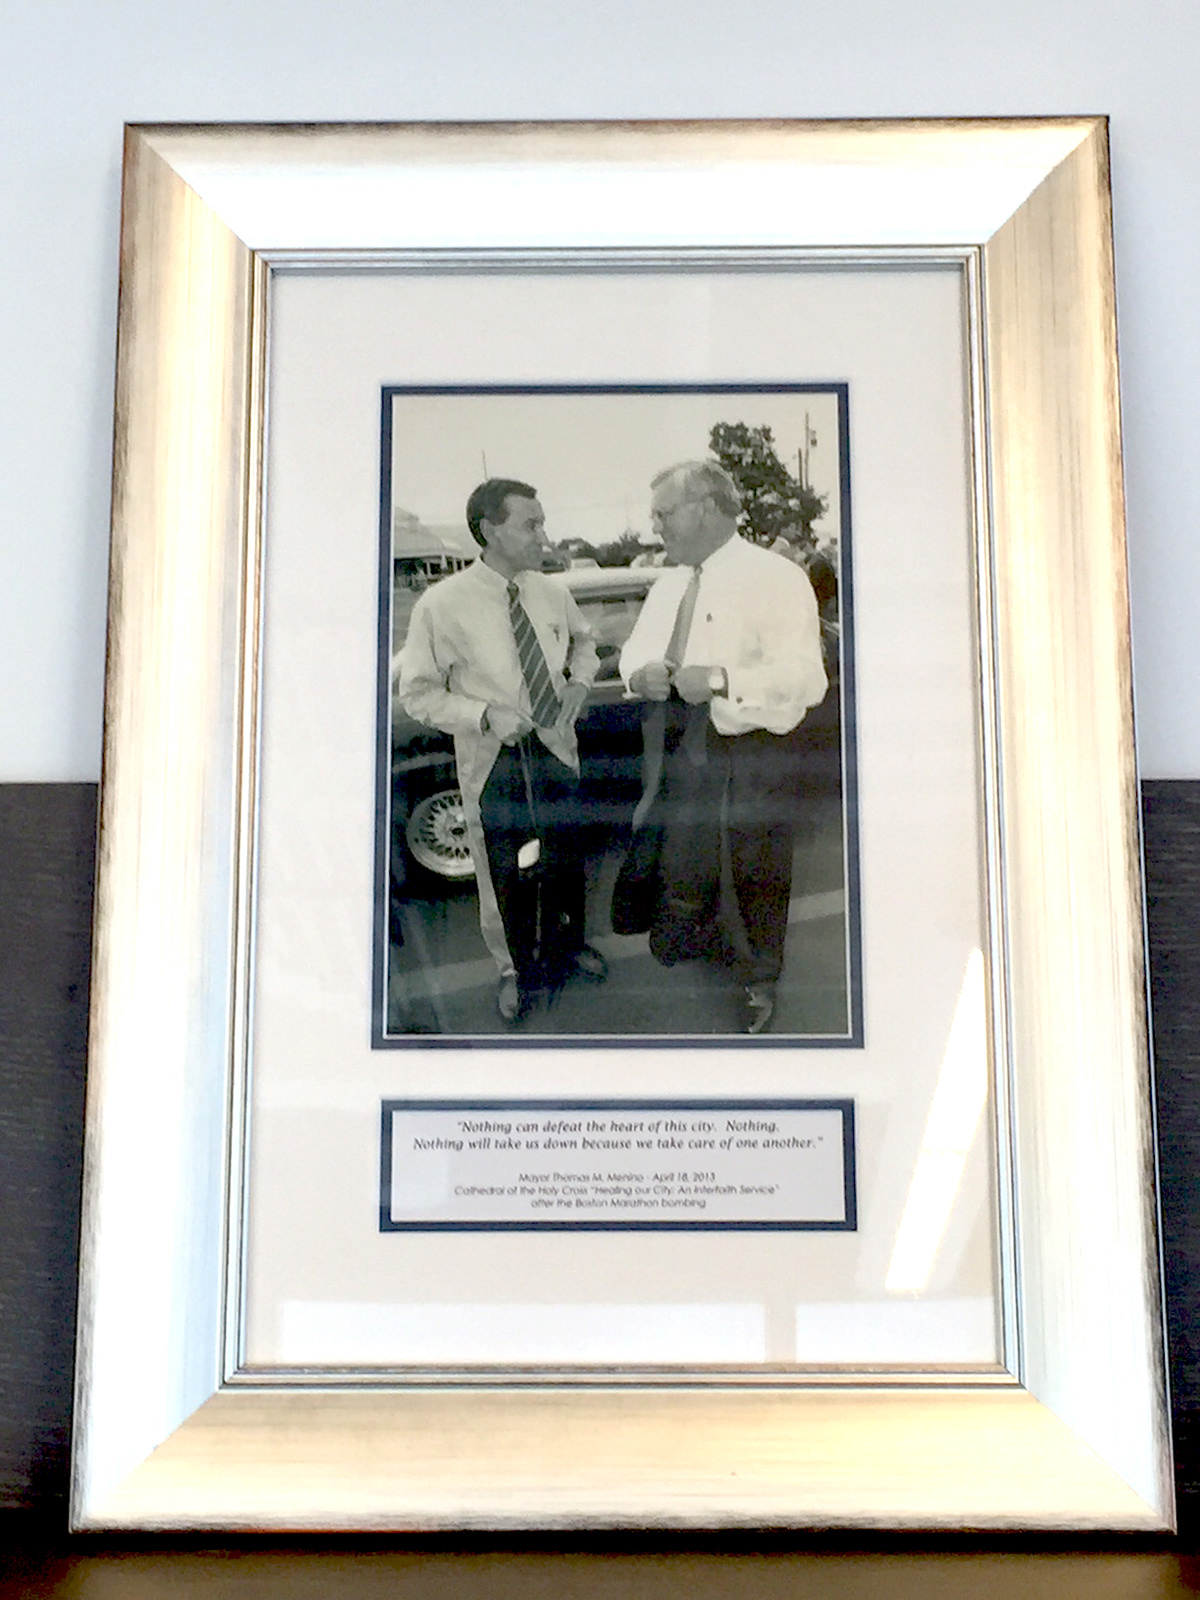 "Nothing can defeat the heart of this city. Nothing.
Nothing will take us down because we take care of one another."
Mayor Thomas M. Menino - April 18, 2013
Cathedral of the Holy Cross "Healing our City: An Interfaith Service"
after the Boston Marathon bombing